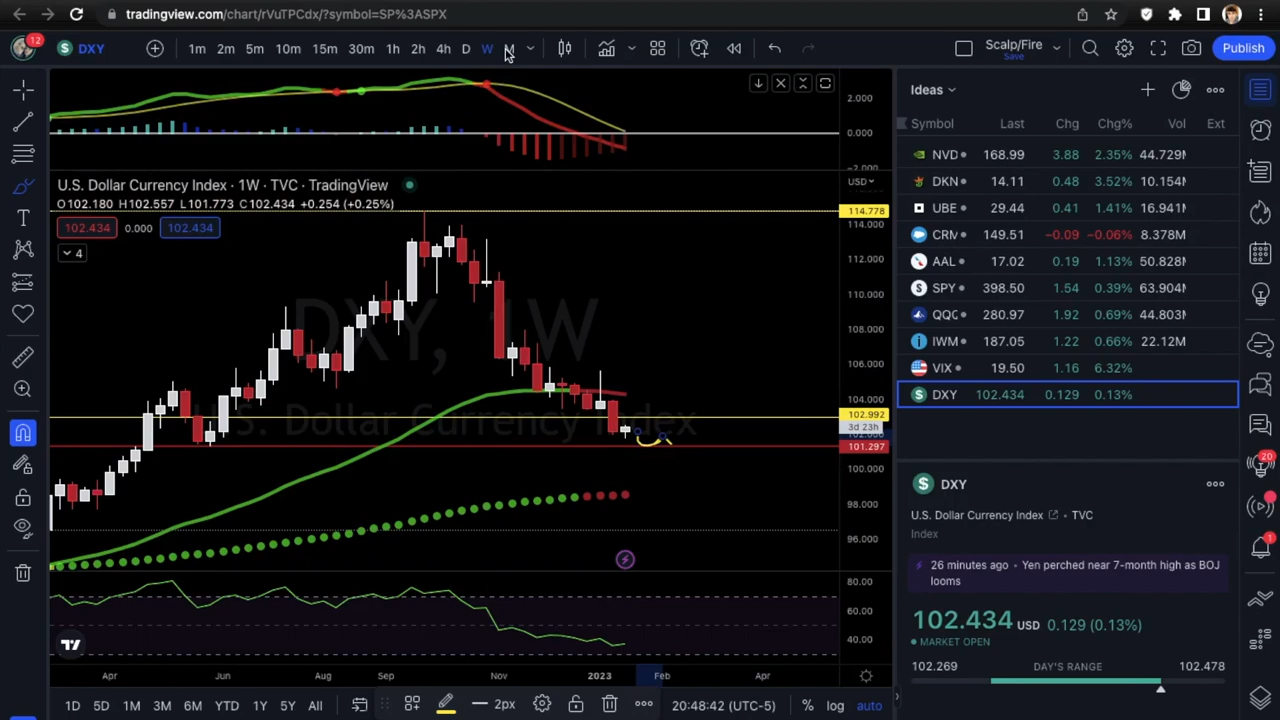 tradingview.com/chart/rVuTPCdx/?symbol=SP%3ASPX
12 DXY 1m 2m 5m 10m 15m 30m 1h 2h 4h D W M Scalp/Fire Save Publish
2.000
0.000
-2.000
U.S. Dollar Currency Index · 1W · TVC · TradingView
USD
O102.180 H102.557 L101.773 C102.434 +0.254 (+0.25%)
102.434 0.000 102.434
4
114.778
114.000
112.000
110.000
108.000
106.000
104.000
102.992
3d 23h
101.297
100.000
98.000
96.000
DXY, 1W
U.S. Dollar Currency Index
80.00
60.00
40.00
Apr Jun Aug Sep Nov 2023 Feb Apr
1D 5D 1M 3M 6M YTD 1Y 5Y All 2px 20:48:42 (UTC-5) % log auto
Ideas
Symbol Last Chg Chg% Vol Ext
NVD 168.99 3.88 2.35% 44.729M
DKN 14.11 0.48 3.52% 10.154M
UBE 29.44 0.41 1.41% 16.941M
CRM 149.51 −0.09 −0.06% 8.378M
AAL 17.02 0.19 1.13% 50.828M
SPY 398.50 1.54 0.39% 63.904M
QQQ 280.97 1.92 0.69% 44.803M
IWM 187.05 1.22 0.66% 22.12M
VIX 19.50 1.16 6.32%
DXY 102.434 0.129 0.13%
DXY
U.S. Dollar Currency Index TVC
Index
26 minutes ago · Yen perched near 7-month high as BOJ
looms
102.434 USD 0.129 (0.13%)
MARKET OPEN
102.269 DAY'S RANGE 102.478
20
1